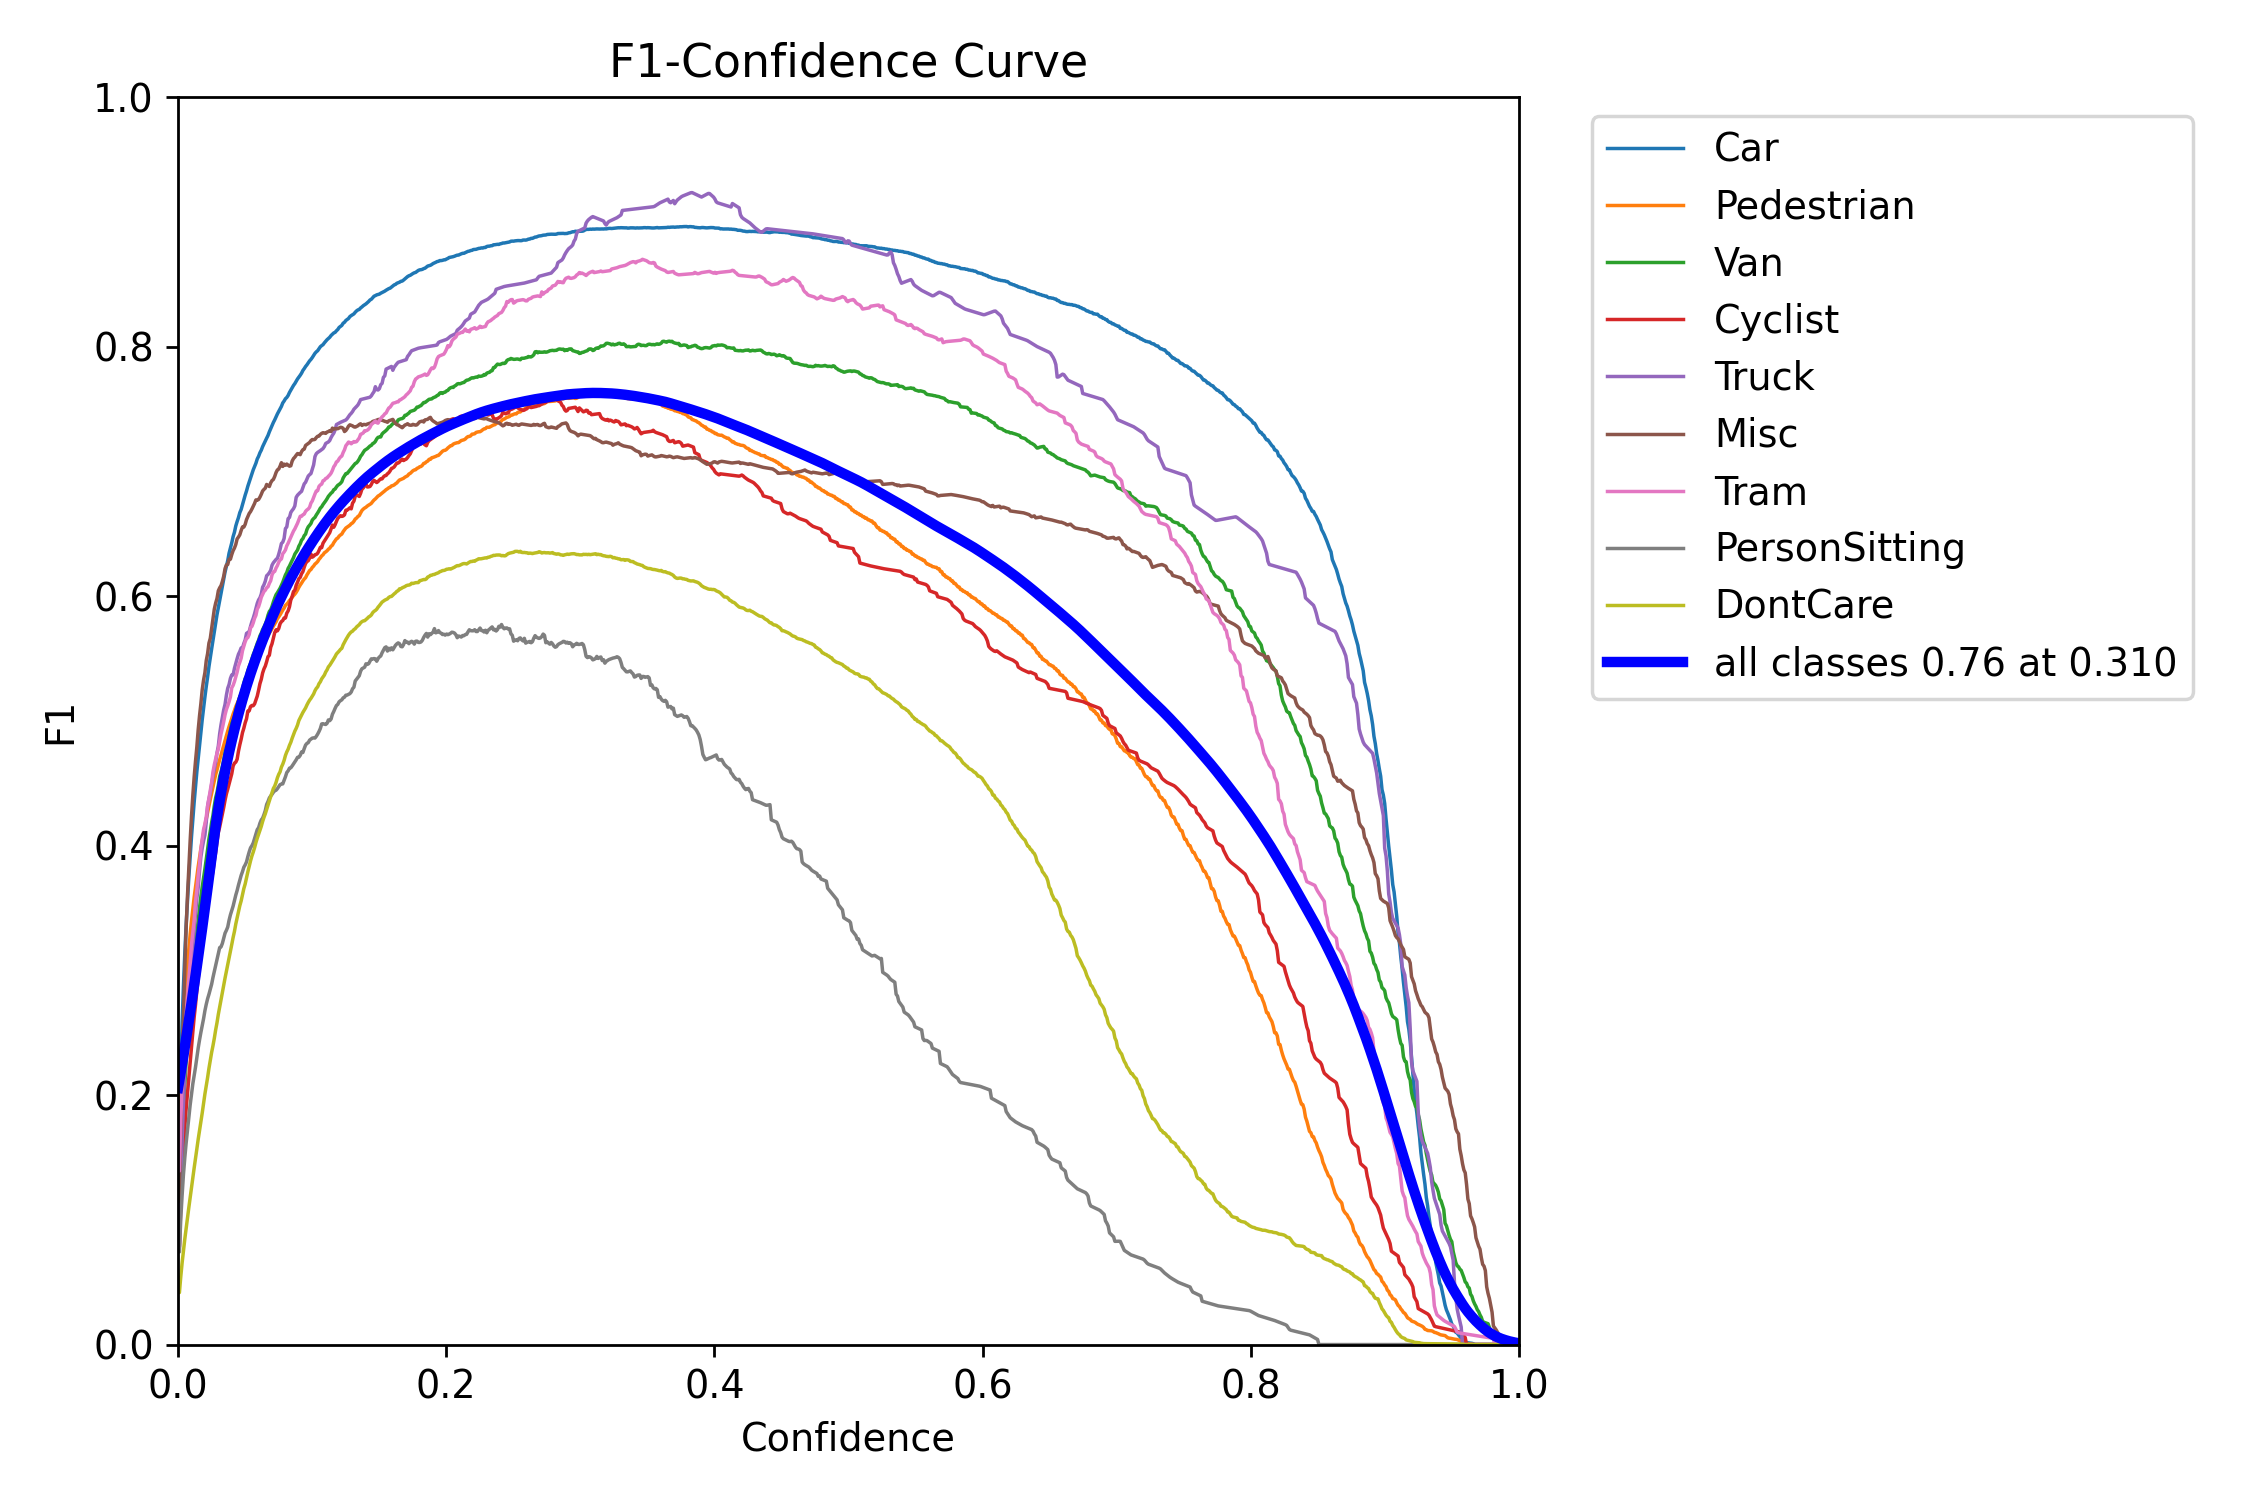 F1-Confidence Curve
1.0
0.8
0.6
0.4
0.2
0.0
F1
0.0 0.2 0.4 0.6 0.8 1.0
Confidence
Car
Pedestrian
Van
Cyclist
Truck
Misc
Tram
PersonSitting
DontCare
all classes 0.76 at 0.310